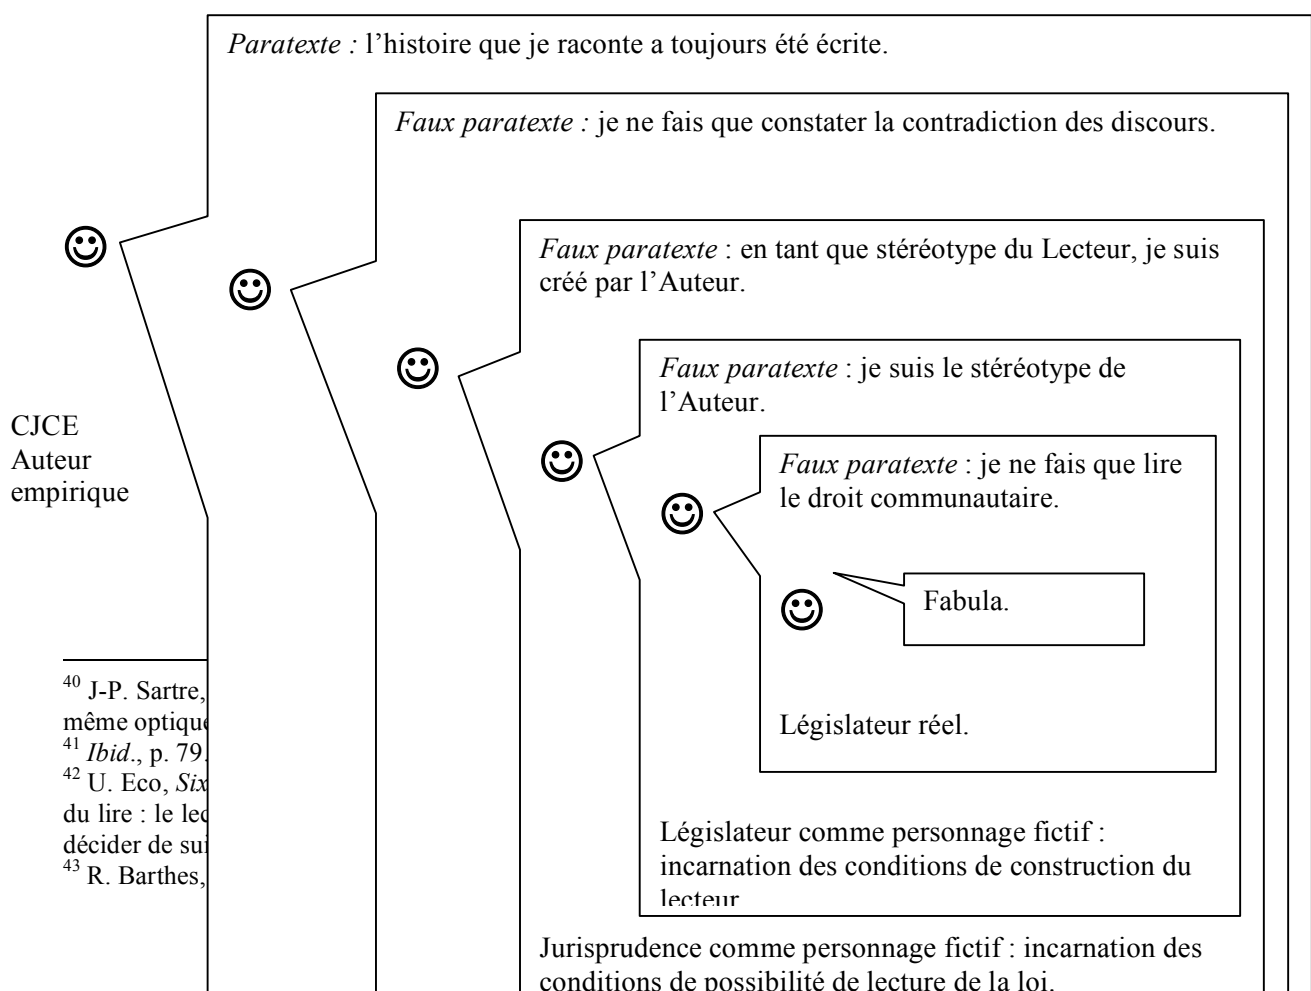 Paratexte : l’histoire que je raconte a toujours été écrite.
Faux paratexte : je ne fais que constater la contradiction des discours.
Faux paratexte : en tant que stéréotype du Lecteur, je suis
créé par l’Auteur.
Faux paratexte : je suis le stéréotype de
l’Auteur.
Faux paratexte : je ne fais que lire
le droit communautaire.
Fabula.
Législateur réel.
Législateur comme personnage fictif :
incarnation des conditions de construction du
lecteur
Jurisprudence comme personnage fictif : incarnation des
conditions de possibilité de lecture de la loi.
CJCE
Auteur
empirique
40 J-P. Sartre,
même optique
41 Ibid., p. 79.
42 U. Eco, Six
du lire : le lec
décider de sui
43 R. Barthes,